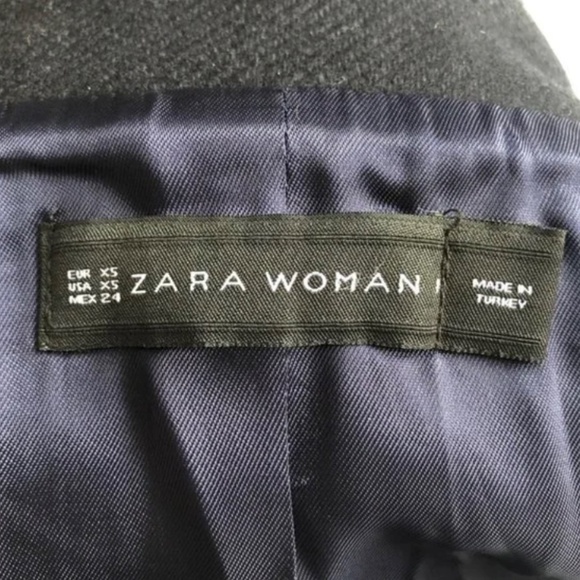 EUR XS
USA XS
MEX 24
ZARA WOMAN
MADE IN
TURKEY